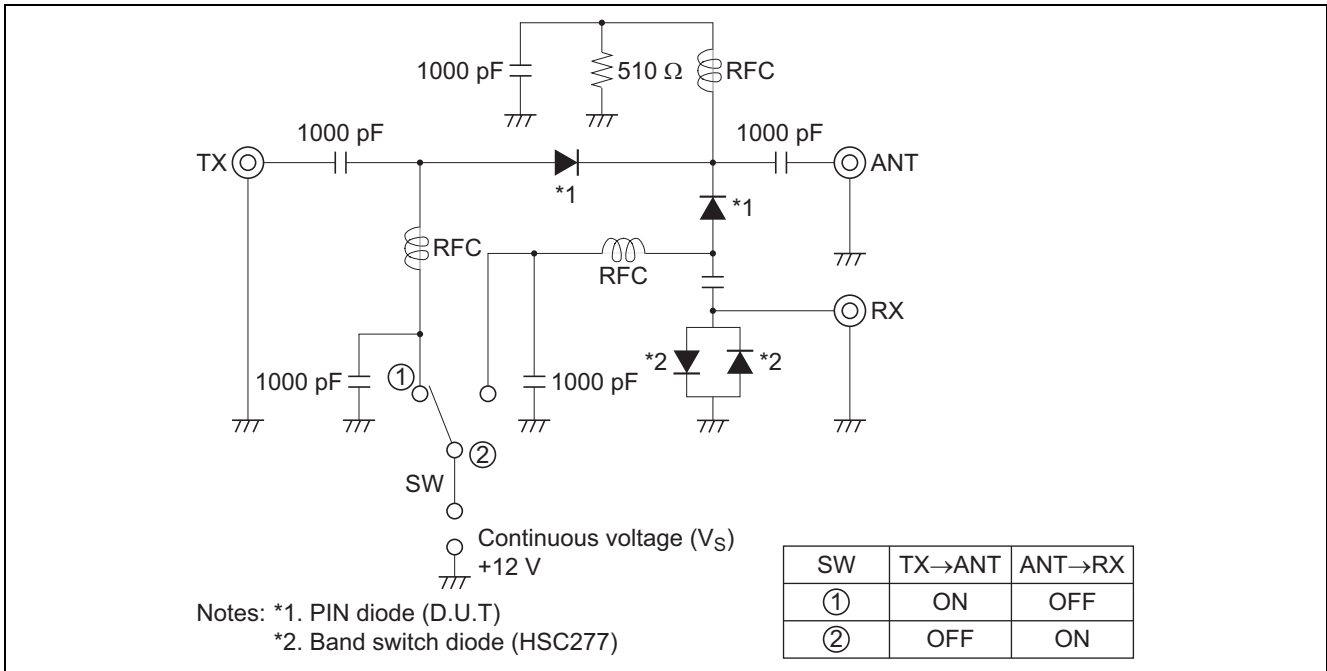 1000 pF
510 Ω
RFC
1000 pF
1000 pF
TX
ANT
*1
*1
RFC
RFC
RX
*2
*2
1000 pF
①
1000 pF
②
SW
Continuous voltage (VS)
+12 V
SW TX→ANT ANT→RX
① ON OFF
② OFF ON
Notes: *1. PIN diode (D.U.T)
*2. Band switch diode (HSC277)